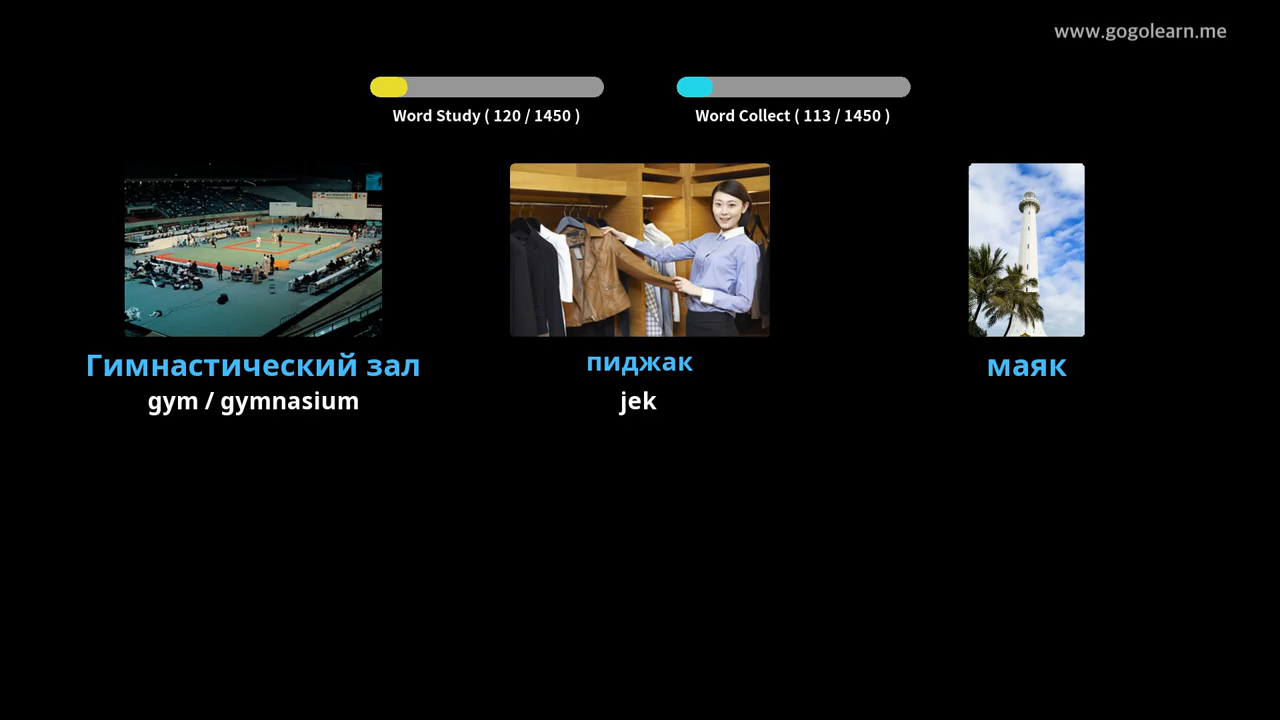 www.gogolearn.me
Word Study ( 120 / 1450 )
Word Collect ( 113 / 1450 )
Гимнастический зал
gym / gymnasium
пиджак
jek
маяк